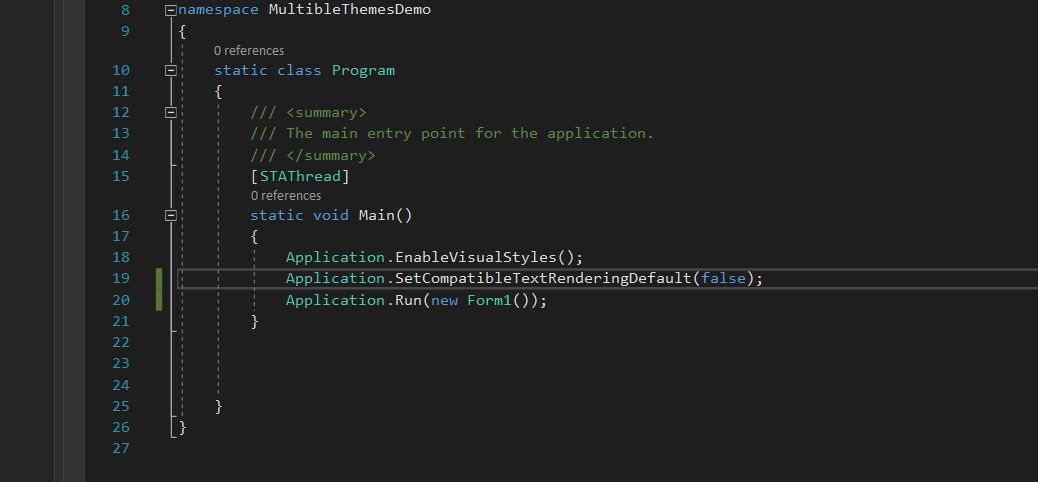 8 namespace MultibleThemesDemo
9 {
0 references
10 static class Program
11 {
12 /// <summary>
13 /// The main entry point for the application.
14 /// </summary>
15 [STAThread]
0 references
16 static void Main()
17 {
18 Application.EnableVisualStyles();
19 Application.SetCompatibleTextRenderingDefault(false);
20 Application.Run(new Form1());
21 }
22
23
24
25 }
26 }
27